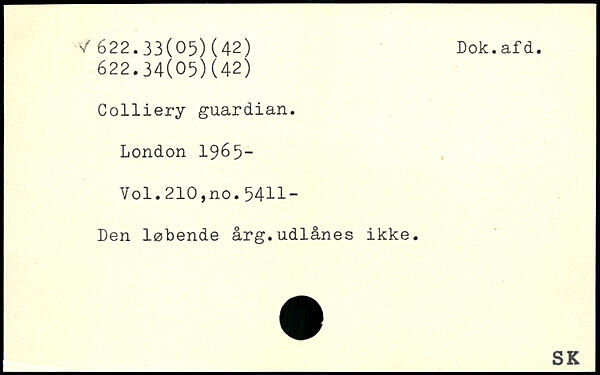 √ 622.33(05)(42) Dok.afd.
622.34(05)(42)
Colliery guardian.
London 1965-
Vol.210,no.5411-
Den løbende årg.udlånes ikke.
SK